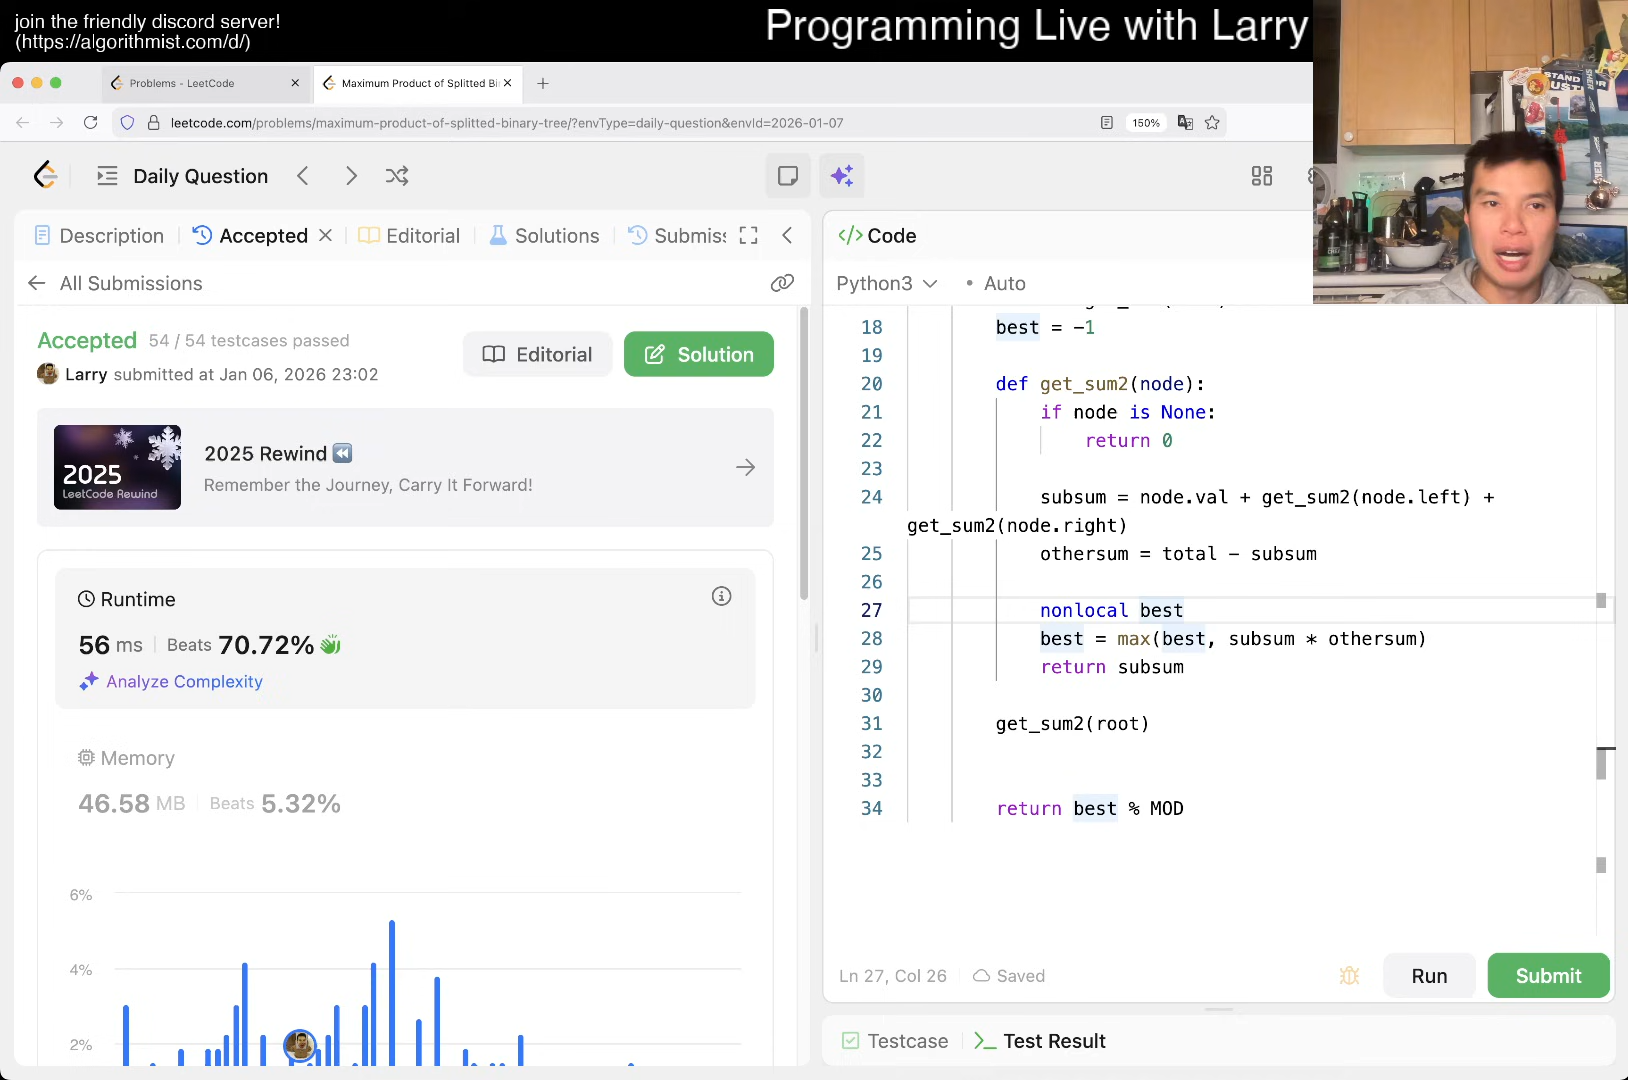 join the friendly discord server!
(https://algorithmist.com/d/)
Programming Live with Larry
Problems - LeetCode
Maximum Product of Splitted Bi
leetcode.com/problems/maximum-product-of-splitted-binary-tree/?envType=daily-question&envId=2026-01-07
150%
Daily Question
Description
Accepted
Editorial
Solutions
Submiss
</> Code
All Submissions
Python3
• Auto
Accepted 54 / 54 testcases passed
Larry submitted at Jan 06, 2026 23:02
Editorial
Solution
2025
LeetCode Rewind
2025 Rewind
Remember the Journey, Carry It Forward!
Runtime
56 ms | Beats 70.72%
Analyze Complexity
Memory
46.58 MB | Beats 5.32%
6%
4%
2%
18 best = -1
19
20 def get_sum2(node):
21 if node is None:
22 return 0
23
24 subsum = node.val + get_sum2(node.left) +
get_sum2(node.right)
25 othersum = total - subsum
26
27 nonlocal best
28 best = max(best, subsum * othersum)
29 return subsum
30
31 get_sum2(root)
32
33
34 return best % MOD
Ln 27, Col 26
Saved
Run
Submit
Testcase
Test Result